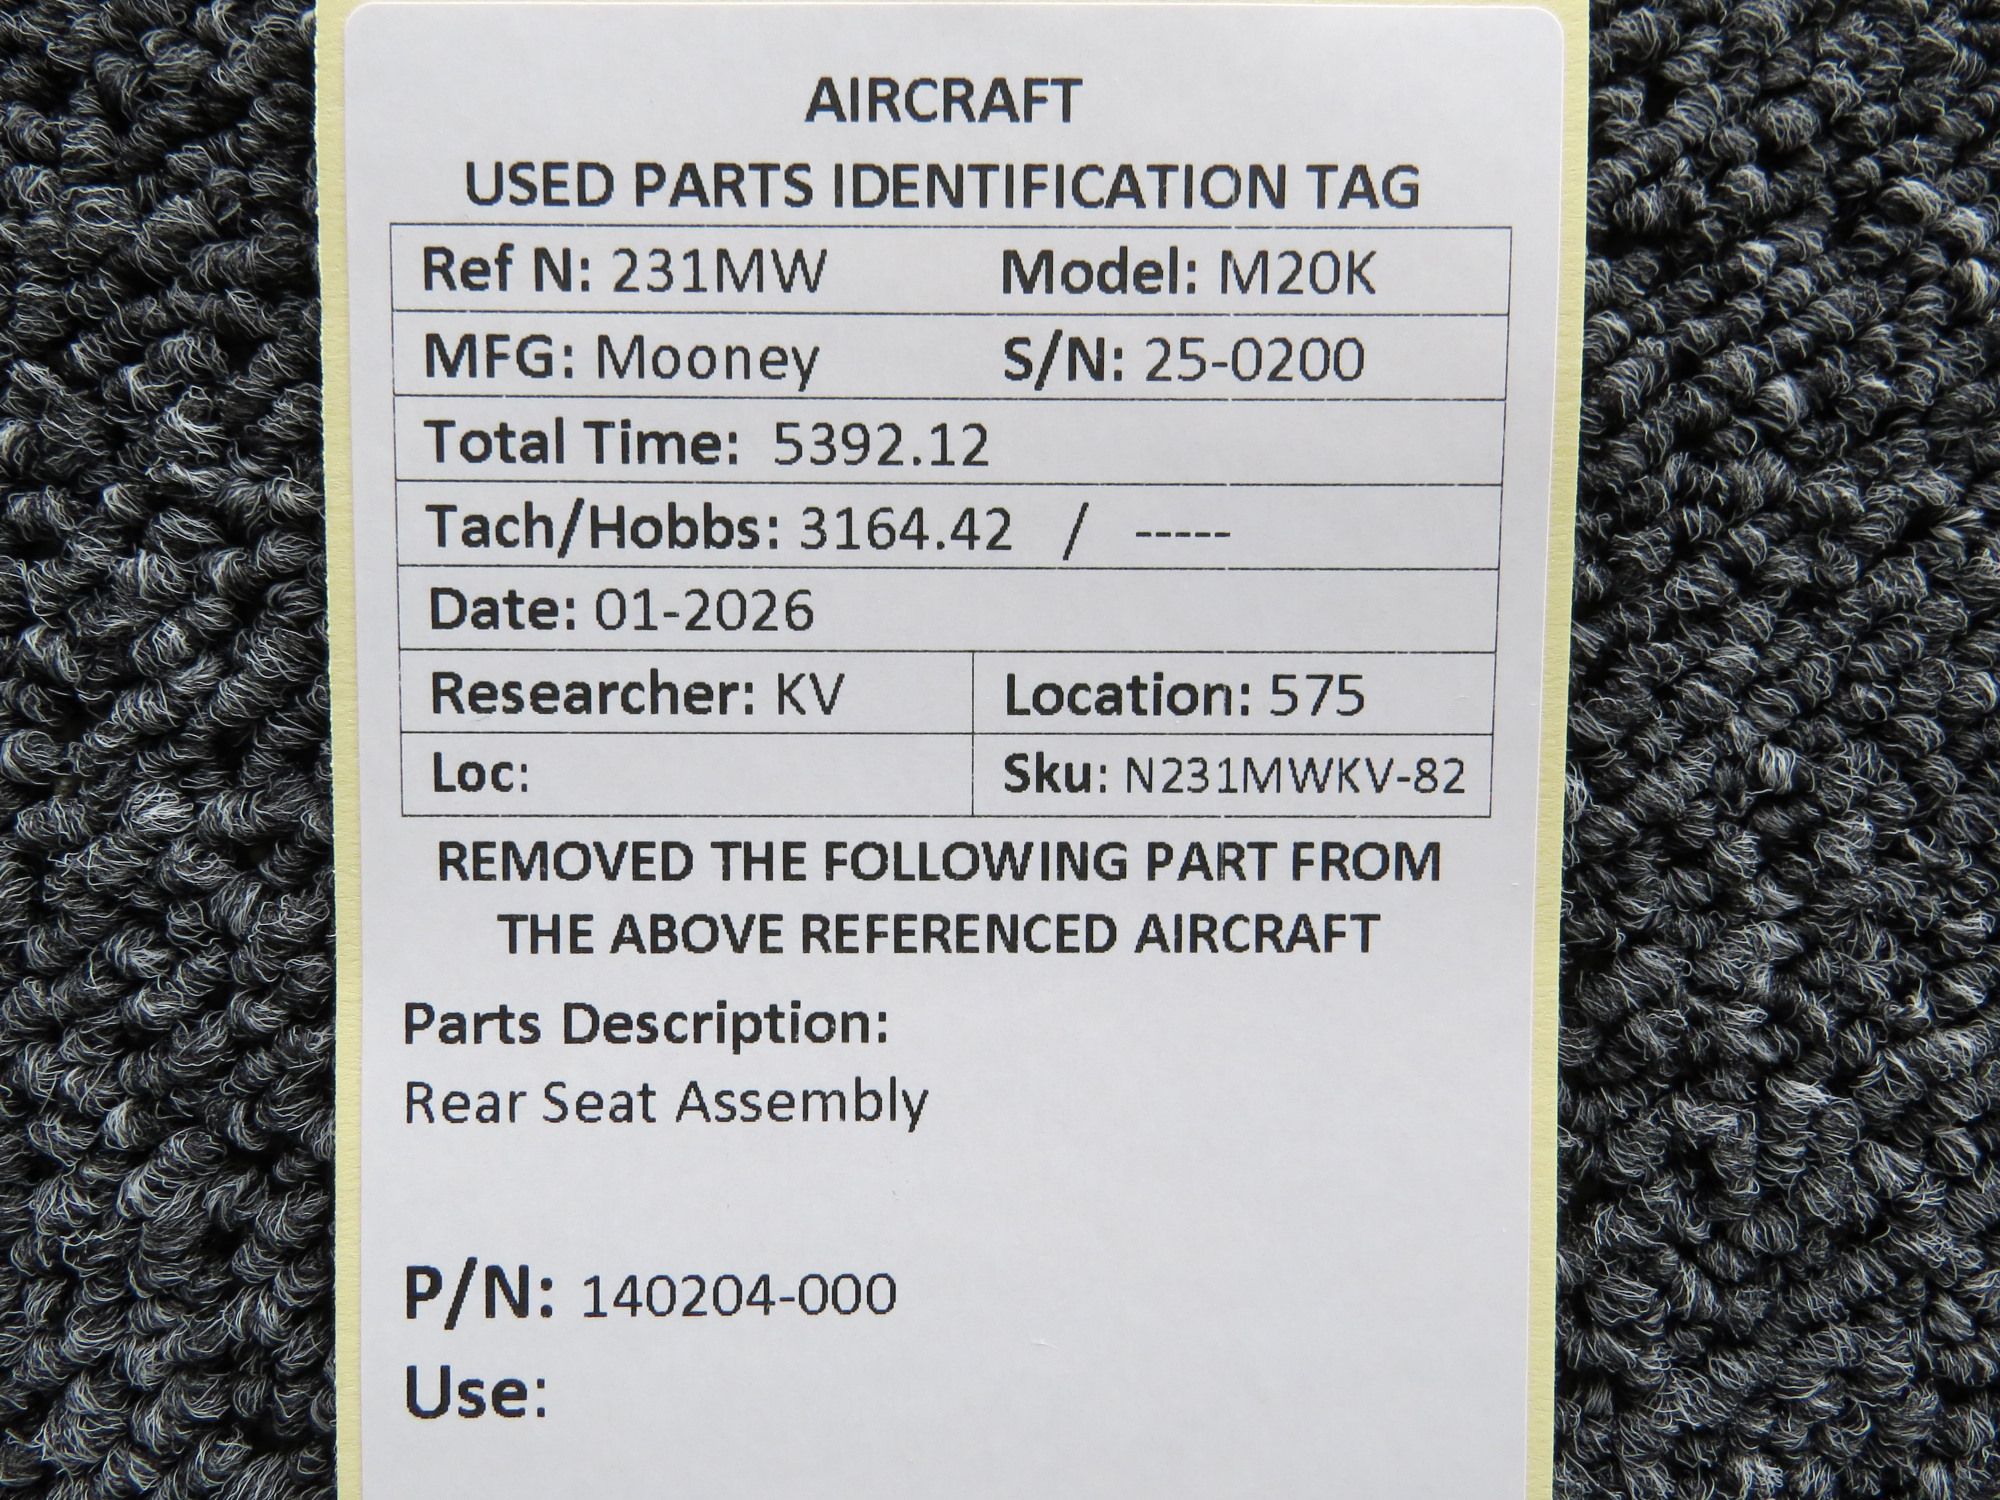 AIRCRAFT
USED PARTS IDENTIFICATION TAG
Ref N: 231MW Model: M20K
MFG: Mooney S/N: 25-0200
Total Time: 5392.12
Tach/Hobbs: 3164.42 / -----
Date: 01-2026
Researcher: KV Location: 575
Loc: Sku: N231MWKV-82
REMOVED THE FOLLOWING PART FROM
THE ABOVE REFERENCED AIRCRAFT
Parts Description:
Rear Seat Assembly
P/N: 140204-000
Use: